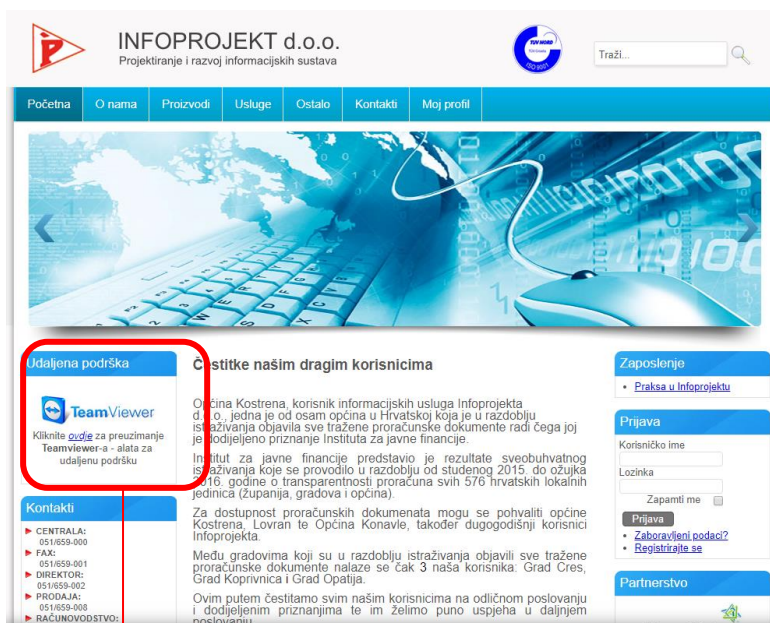 INFOPROJEKT d.o.o.
Projektiranje i razvoj informacijskih sustava
TUV NORD
ISO 9001
Traži...
Početna
O nama
Proizvodi
Usluge
Ostalo
Kontakti
Moj profil
Udaljena podrška
TeamViewer
Kliknite ovdje za preuzimanje
Teamviewer-a - alata za
udaljenu podršku
Kontakti
CENTRALA:
051/659-000
FAX:
051/659-001
DIREKTOR:
051/659-002
PRODAJA:
051/659-008
RAČUNOVODSTVO:
Čestitke našim dragim korisnicima
Općina Kostrena, korisnik informacijskih usluga Infoprojekta
d.o.o., jedna je od osam općina u Hrvatskoj koja je u razdoblju
istraživanja objavila sve tražene proračunske dokumente radi čega joj
je dodijeljeno priznanje Instituta za javne financije.
Institut za javne financije predstavio je rezultate sveobuhvatnog
istraživanja koje se provodilo u razdoblju od studenog 2015. do ožujka
2016. godine o transparentnosti proračuna svih 576 hrvatskih lokalnih
jedinica (županija, gradova i općina).
Za dostupnost proračunskih dokumenata mogu se pohvaliti općine
Kostrena, Lovran te Općina Konavle, također dugogodišnji korisnici
Infoprojekta.
Među gradovima koji su u razdoblju istraživanja objavili sve tražene
proračunske dokumente nalaze se čak 3 naša korisnika: Grad Cres,
Grad Koprivnica i Grad Opatija.
Ovim putem čestitamo svim našim korisnicima na odličnom poslovanju
i dodijeljenim priznanjima te im želimo puno uspjeha u daljnjem
poslovanju.
Zaposlenje
Praksa u Infoprojektu
Prijava
Korisničko ime
Lozinka
Zapamti me
Prijava
Zaboravljeni podaci?
Registrirajte se
Partnerstvo